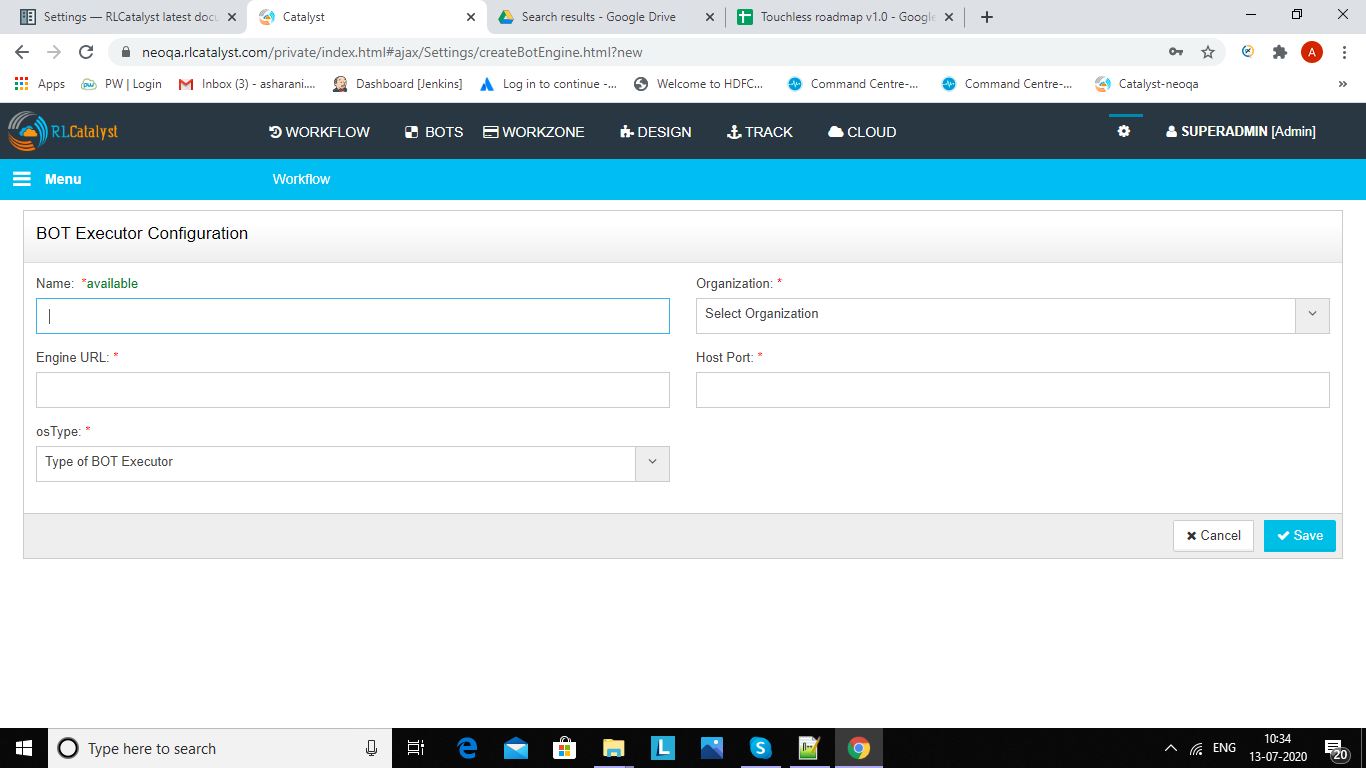 Settings — RLCatalyst latest docu
Catalyst
Search results - Google Drive
Touchless roadmap v1.0 - Google
neoqa.rlcatalyst.com/private/index.html#ajax/Settings/createBotEngine.html?new
A
Apps
PW | Login
Inbox (3) - asharani....
Dashboard [Jenkins]
Log in to continue -...
Welcome to HDFC...
Command Centre-...
Command Centre-...
Catalyst-neoqa
»
RLCatalyst
WORKFLOW
BOTS
WORKZONE
DESIGN
TRACK
CLOUD
SUPERADMIN [Admin]
Menu
Workflow
BOT Executor Configuration
Name: *available
Organization: *
Select Organization
Engine URL: *
Host Port: *
osType: *
Type of BOT Executor
Cancel
Save
Type here to search
ENG
10:34
13-07-2020
20